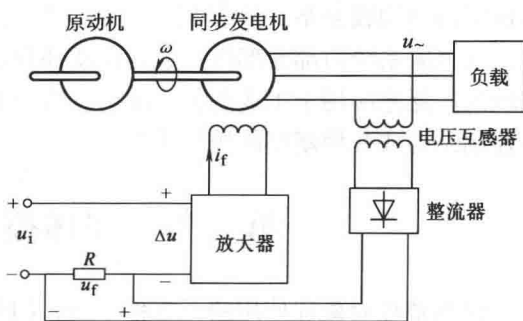 原动机
同步发电机
ω
u~
负载
电压互感器
i_f
整流器
放大器
+
+
u_i
Δu
−
R
u_f
−
−
+